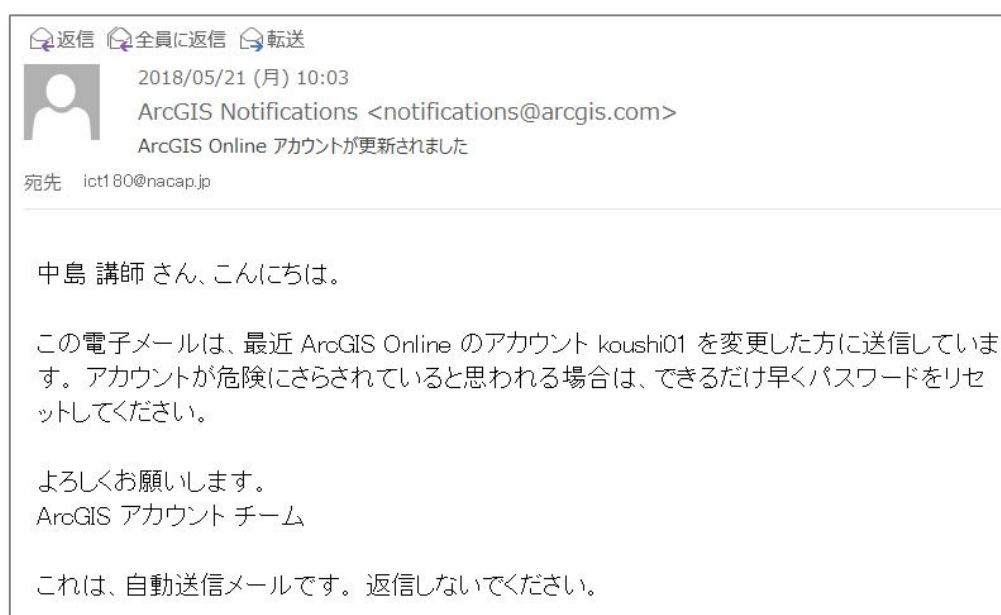 返信 全員に返信 転送
2018/05/21 (月) 10:03
ArcGIS Notifications <notifications@arcgis.com>
ArcGIS Online アカウントが更新されました
宛先 ict180@nacap.jp
中島 講師 さん、こんにちは。
この電子メールは、最近 ArcGIS Online のアカウント koushi01 を変更した方に送信していま
す。アカウントが危険にさらされていると思われる場合は、できるだけ早くパスワードをリセ
ットしてください。
よろしくお願いします。
ArcGIS アカウント チーム
これは、自動送信メールです。返信しないでください。